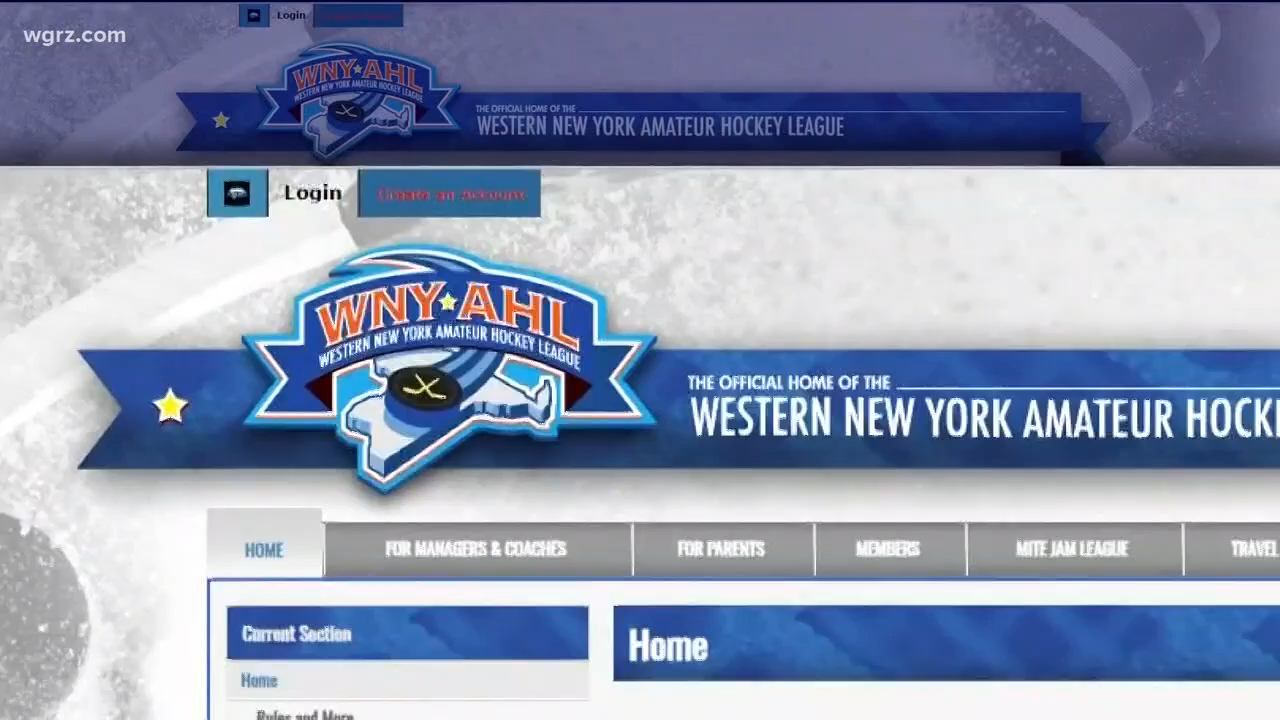 wgrz.com
Login
WNY AHL
WESTERN NEW YORK AMATEUR HOCKEY LEAGUE
THE OFFICIAL HOME OF THE
WESTERN NEW YORK AMATEUR HOCKEY LEAGUE
Login
Create an Account
WNY AHL
WESTERN NEW YORK AMATEUR HOCKEY LEAGUE
THE OFFICIAL HOME OF THE
WESTERN NEW YORK AMATEUR HOCK
HOME
FOR MANAGERS & COACHES
FOR PARENTS
MEMBERS
MITE JAM LEAGUE
TRAVEL
Current Section
Home
Home
Rules and More